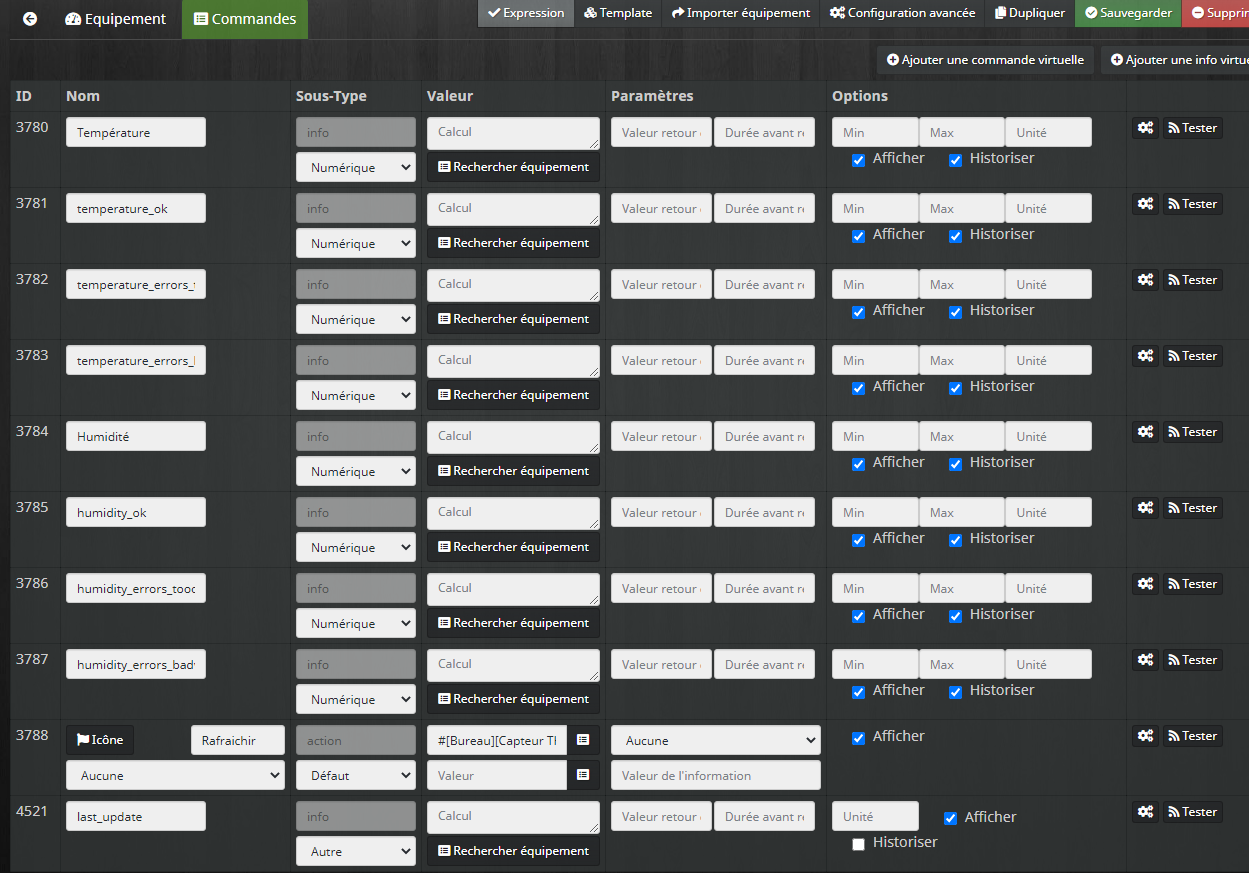 Equipement Commandes Expression Template Importer équipement Configuration avancée Dupliquer Sauvegarder
Ajouter une commande virtuelle Ajouter une info
ID Nom Sous-Type Valeur Paramètres Options
3780 Température info Calcul Valeur retour Durée avant Min Max Unité Tester
Numérique Rechercher équipement Afficher Historiser
3781 temperature_ok info Calcul Valeur retour Durée avant Min Max Unité Tester
Numérique Rechercher équipement Afficher Historiser
3782 temperature_errors_ info Calcul Valeur retour Durée avant Min Max Unité Tester
Numérique Rechercher équipement Afficher Historiser
3783 temperature_errors_ info Calcul Valeur retour Durée avant Min Max Unité Tester
Numérique Rechercher équipement Afficher Historiser
3784 Humidité info Calcul Valeur retour Durée avant Min Max Unité Tester
Numérique Rechercher équipement Afficher Historiser
3785 humidity_ok info Calcul Valeur retour Durée avant Min Max Unité Tester
Numérique Rechercher équipement Afficher Historiser
3786 humidity_errors_tooc info Calcul Valeur retour Durée avant Min Max Unité Tester
Numérique Rechercher équipement Afficher Historiser
3787 humidity_errors_bad info Calcul Valeur retour Durée avant Min Max Unité Tester
Numérique Rechercher équipement Afficher Historiser
3788 Icône Rafraichir action #[Bureau][Capteur Aucune Afficher Tester
Aucune Défaut Valeur Valeur de l'information
4521 last_update info Calcul Valeur retour Durée avant Unité Afficher Tester
Autre Rechercher équipement Historiser